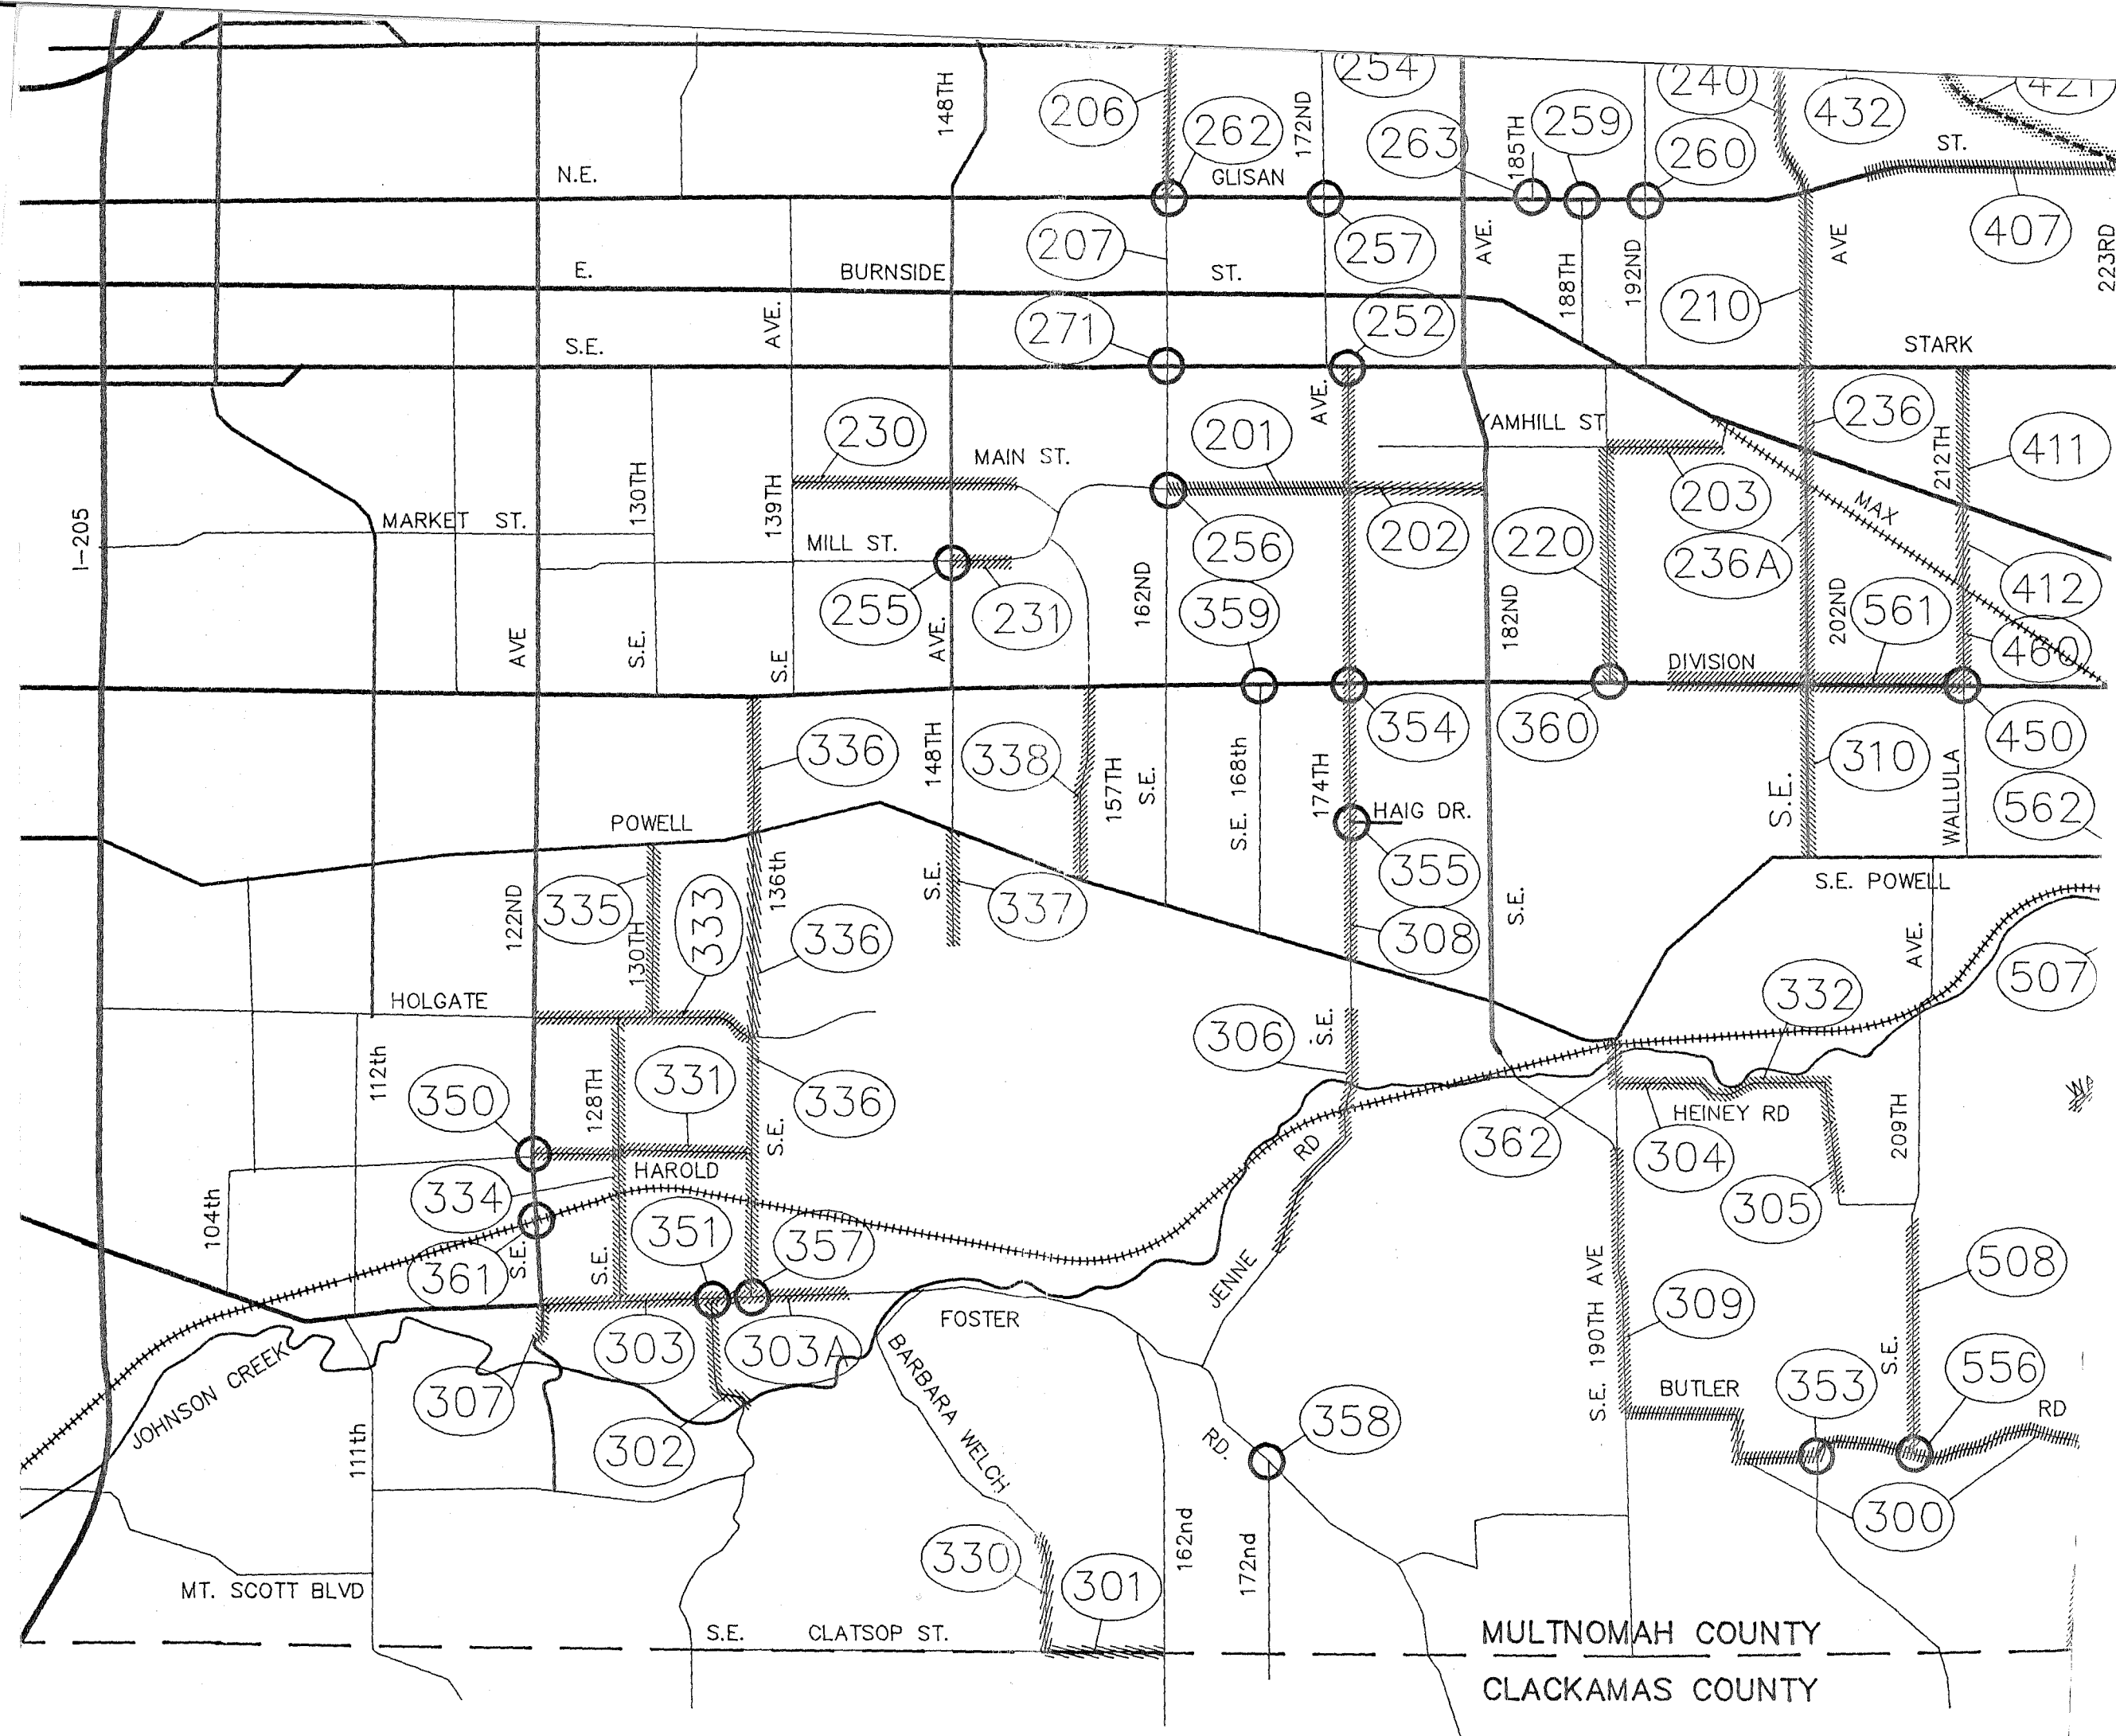 254
240
432
421
148TH
206
262
172ND
263
185TH
259
260
ST.
N.E.
GLISAN
207
257
AVE.
188TH
192ND
210
AVE
407
223RD
E.
BURNSIDE
ST.
271
252
AVE.
S.E.
STARK
230
MAIN ST.
201
AVE.
YAMHILL ST
236
212TH
411
130TH
139TH
203
MAX
I-205
MARKET ST.
MILL ST.
256
202
220
236A
412
255
231
162ND
359
182ND
202ND
561
460
AVE
S.E.
S.E
AVE.
DIVISION
336
148TH
338
157TH
S.E.
S.E. 168th
174TH
354
360
310
450
WALLULA
562
POWELL
HAIG DR.
S.E.
136th
355
S.E. POWELL
122ND
335
333
130TH
336
S.E.
337
308
S.E.
AVE.
507
HOLGATE
332
306
S.E.
112th
350
128TH
331
336
HEINEY RD
362
304
209TH
S.E.
HAROLD
RD
334
104th
351
357
305
361
S.E.
S.E.
JENNE
S.E. 190TH AVE
508
309
303
303A
FOSTER
JOHNSON CREEK
307
BARBARA WELCH
S.E.
556
BUTLER
353
RD
302
358
RD.
111th
300
330
301
162nd
172nd
MT. SCOTT BLVD
S.E. CLATSOP ST.
MULTNOMAH COUNTY
CLACKAMAS COUNTY